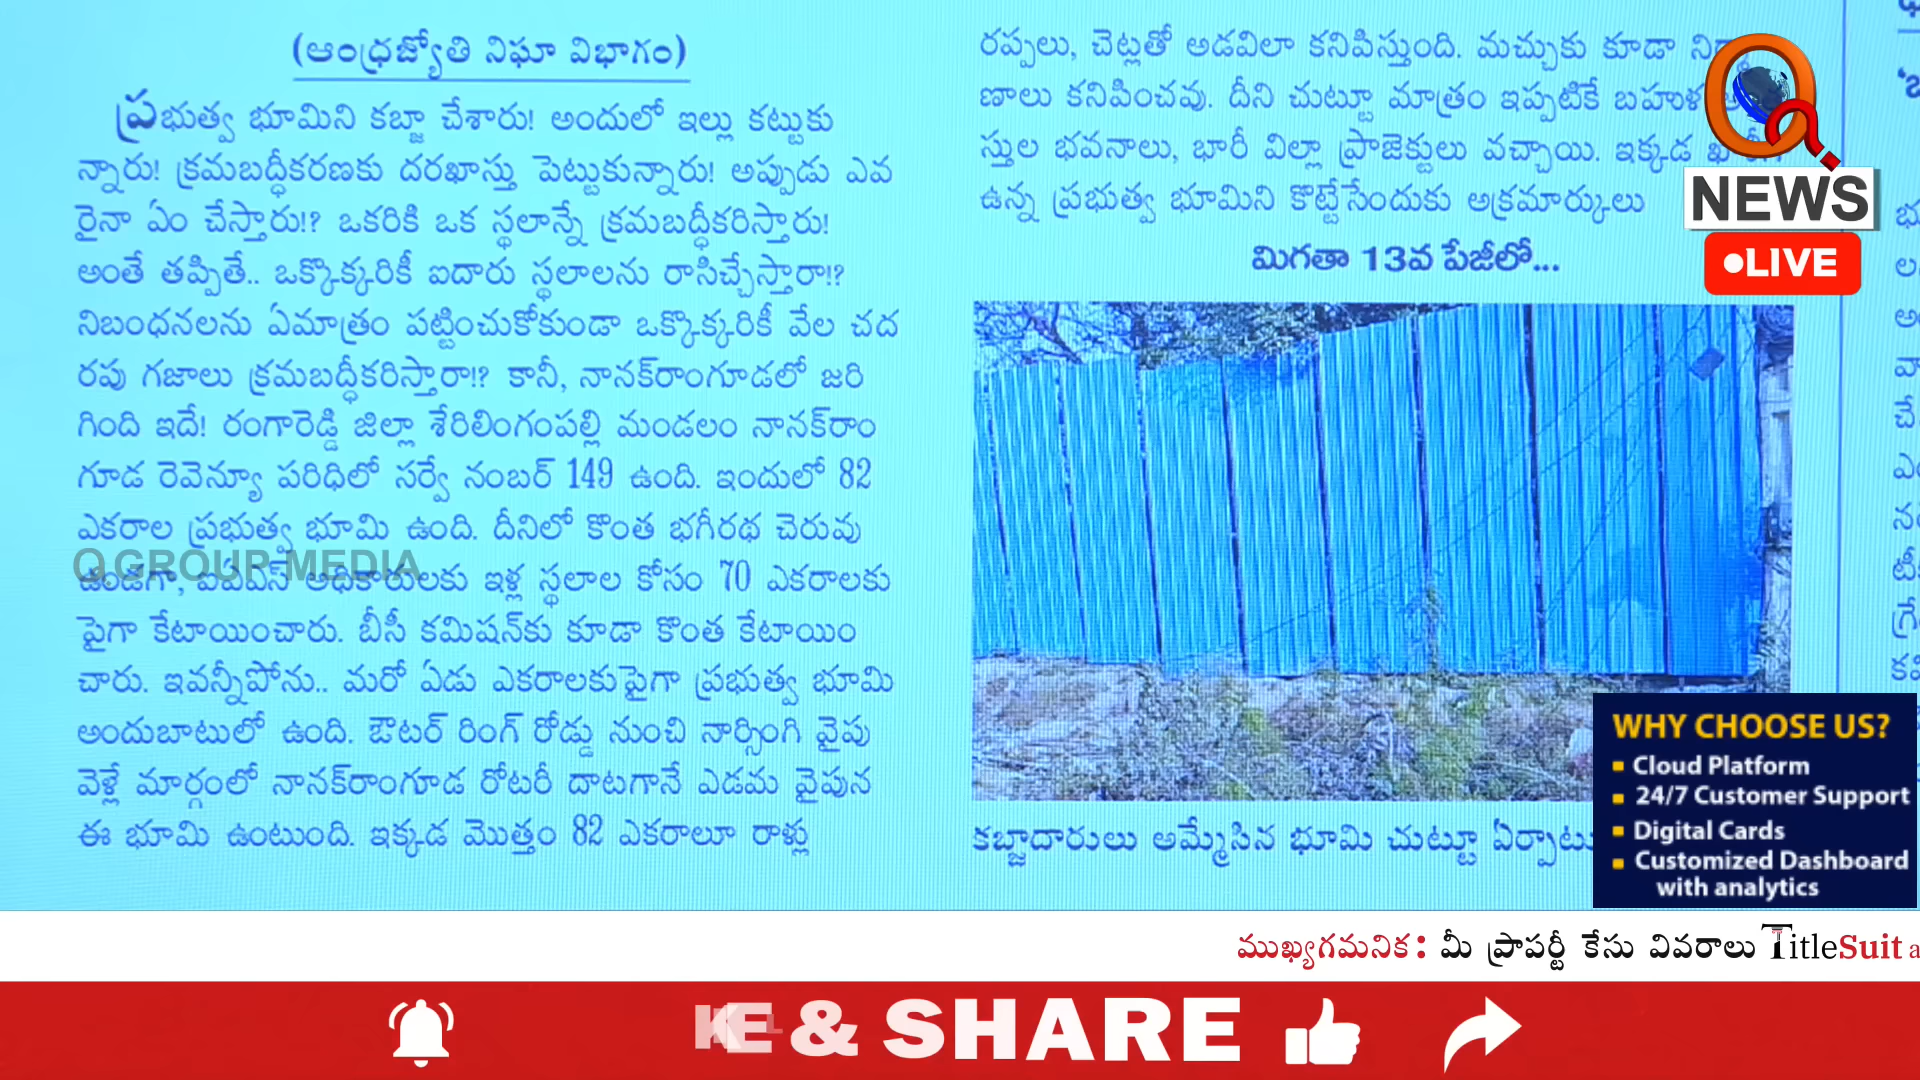 (ఆంధ్రజ్యోతి నిఘా విభాగం)
ప్రభుత్వ భూమిని కబ్జా చేశారు! అందులో ఇల్లు కట్టుకు
న్నారు! క్రమబద్ధీకరణకు దరఖాస్తు పెట్టుకున్నారు! అప్పుడు ఎవ
రైనా ఏం చేస్తారు!? ఒకరికి ఒక స్థలాన్నే క్రమబద్ధీకరిస్తారు!
అంతే తప్పితే.. ఒక్కొక్కరికీ ఐదారు స్థలాలను రాసిచ్చేస్తారా!?
నిబంధనలను ఏమాత్రం పట్టించుకోకుండా ఒక్కొక్కరికీ వేల చద
రపు గజాలు క్రమబద్ధీకరిస్తారా!? కానీ, నానక్‌రాంగూడలో జరి
గింది ఇదే! రంగారెడ్డి జిల్లా శేరిలింగంపల్లి మండలం నానక్‌రాం
గూడ రెవెన్యూ పరిధిలో సర్వే నంబర్ 149 ఉంది. ఇందులో 82
ఎకరాల ప్రభుత్వ భూమి ఉంది. దీనిలో కొంత భగీరథ చెరువు
ఉండగా, ఐఏఎస్ అధికారులకు ఇళ్ల స్థలాల కోసం 70 ఎకరాలకు
పైగా కేటాయించారు. బీసీ కమిషన్‌కు కూడా కొంత కేటాయిం
చారు. ఇవన్నీపోను.. మరో ఏడు ఎకరాలకుపైగా ప్రభుత్వ భూమి
అందుబాటులో ఉంది. ఔటర్ రింగ్ రోడ్డు నుంచి నార్సింగి వైపు
వెళ్లే మార్గంలో నానక్‌రాంగూడ రోటరీ దాటగానే ఎడమ వైపున
ఈ భూమి ఉంటుంది. ఇక్కడ మొత్తం 82 ఎకరాలూ రాళ్లు
Q GROUP MEDIA
రప్పలు, చెట్లతో అడవిలా కనిపిస్తుంది. మచ్చుకు కూడా
ణాలు కనిపించవు. దీని చుట్టూ మాత్రం ఇప్పటికే బహుళ
స్తుల భవనాలు, భారీ విల్లా ప్రాజెక్టులు వచ్చాయి. ఇక్కడ
ఉన్న ప్రభుత్వ భూమిని కొట్టేసేందుకు అక్రమార్కులు
మిగతా 13వ పేజీలో...
కబ్జాదారులు అమ్మేసిన భూమి చుట్టూ
Q
NEWS
LIVE
WHY CHOOSE US?
Cloud Platform
24/7 Customer Support
Digital Cards
Customized Dashboard
with analytics
ముఖ్యగమనిక: మీ ప్రాపర్టీ కేసు వివరాలు TitleSuit
KE & SHARE